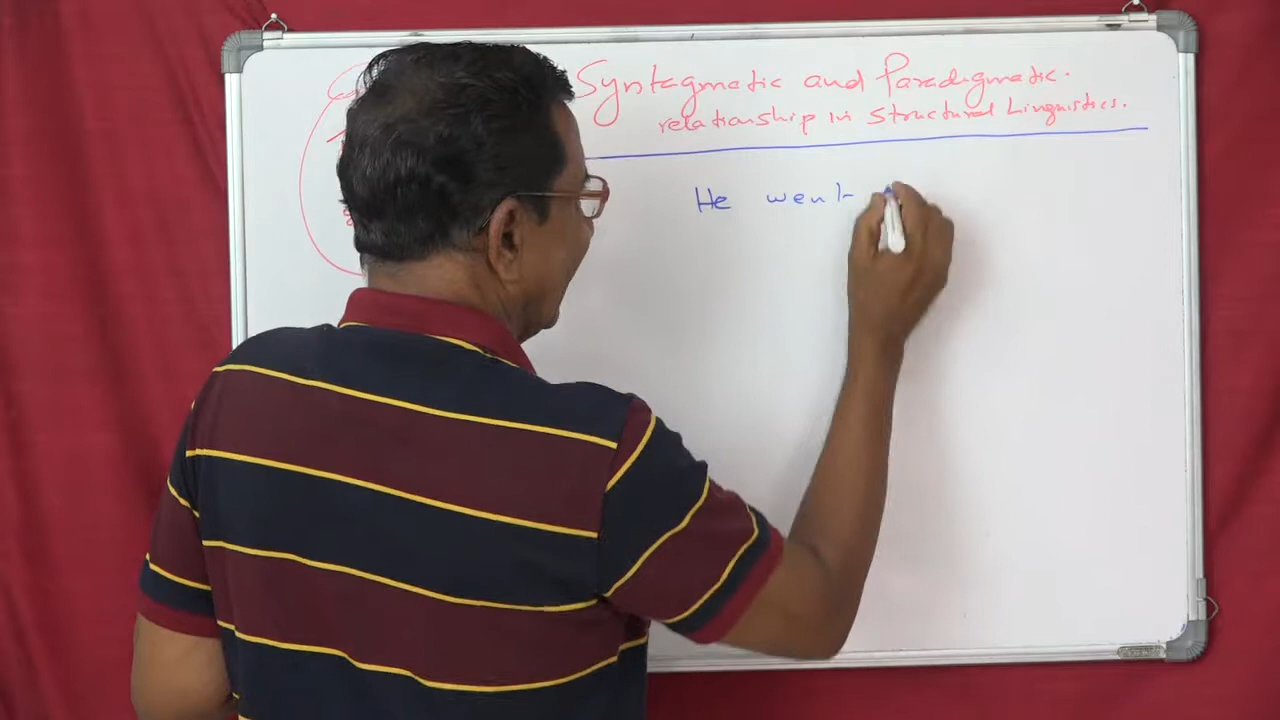 Syntagmatic and Paradigmatic.
relationship in Structural Linguistics.
He went